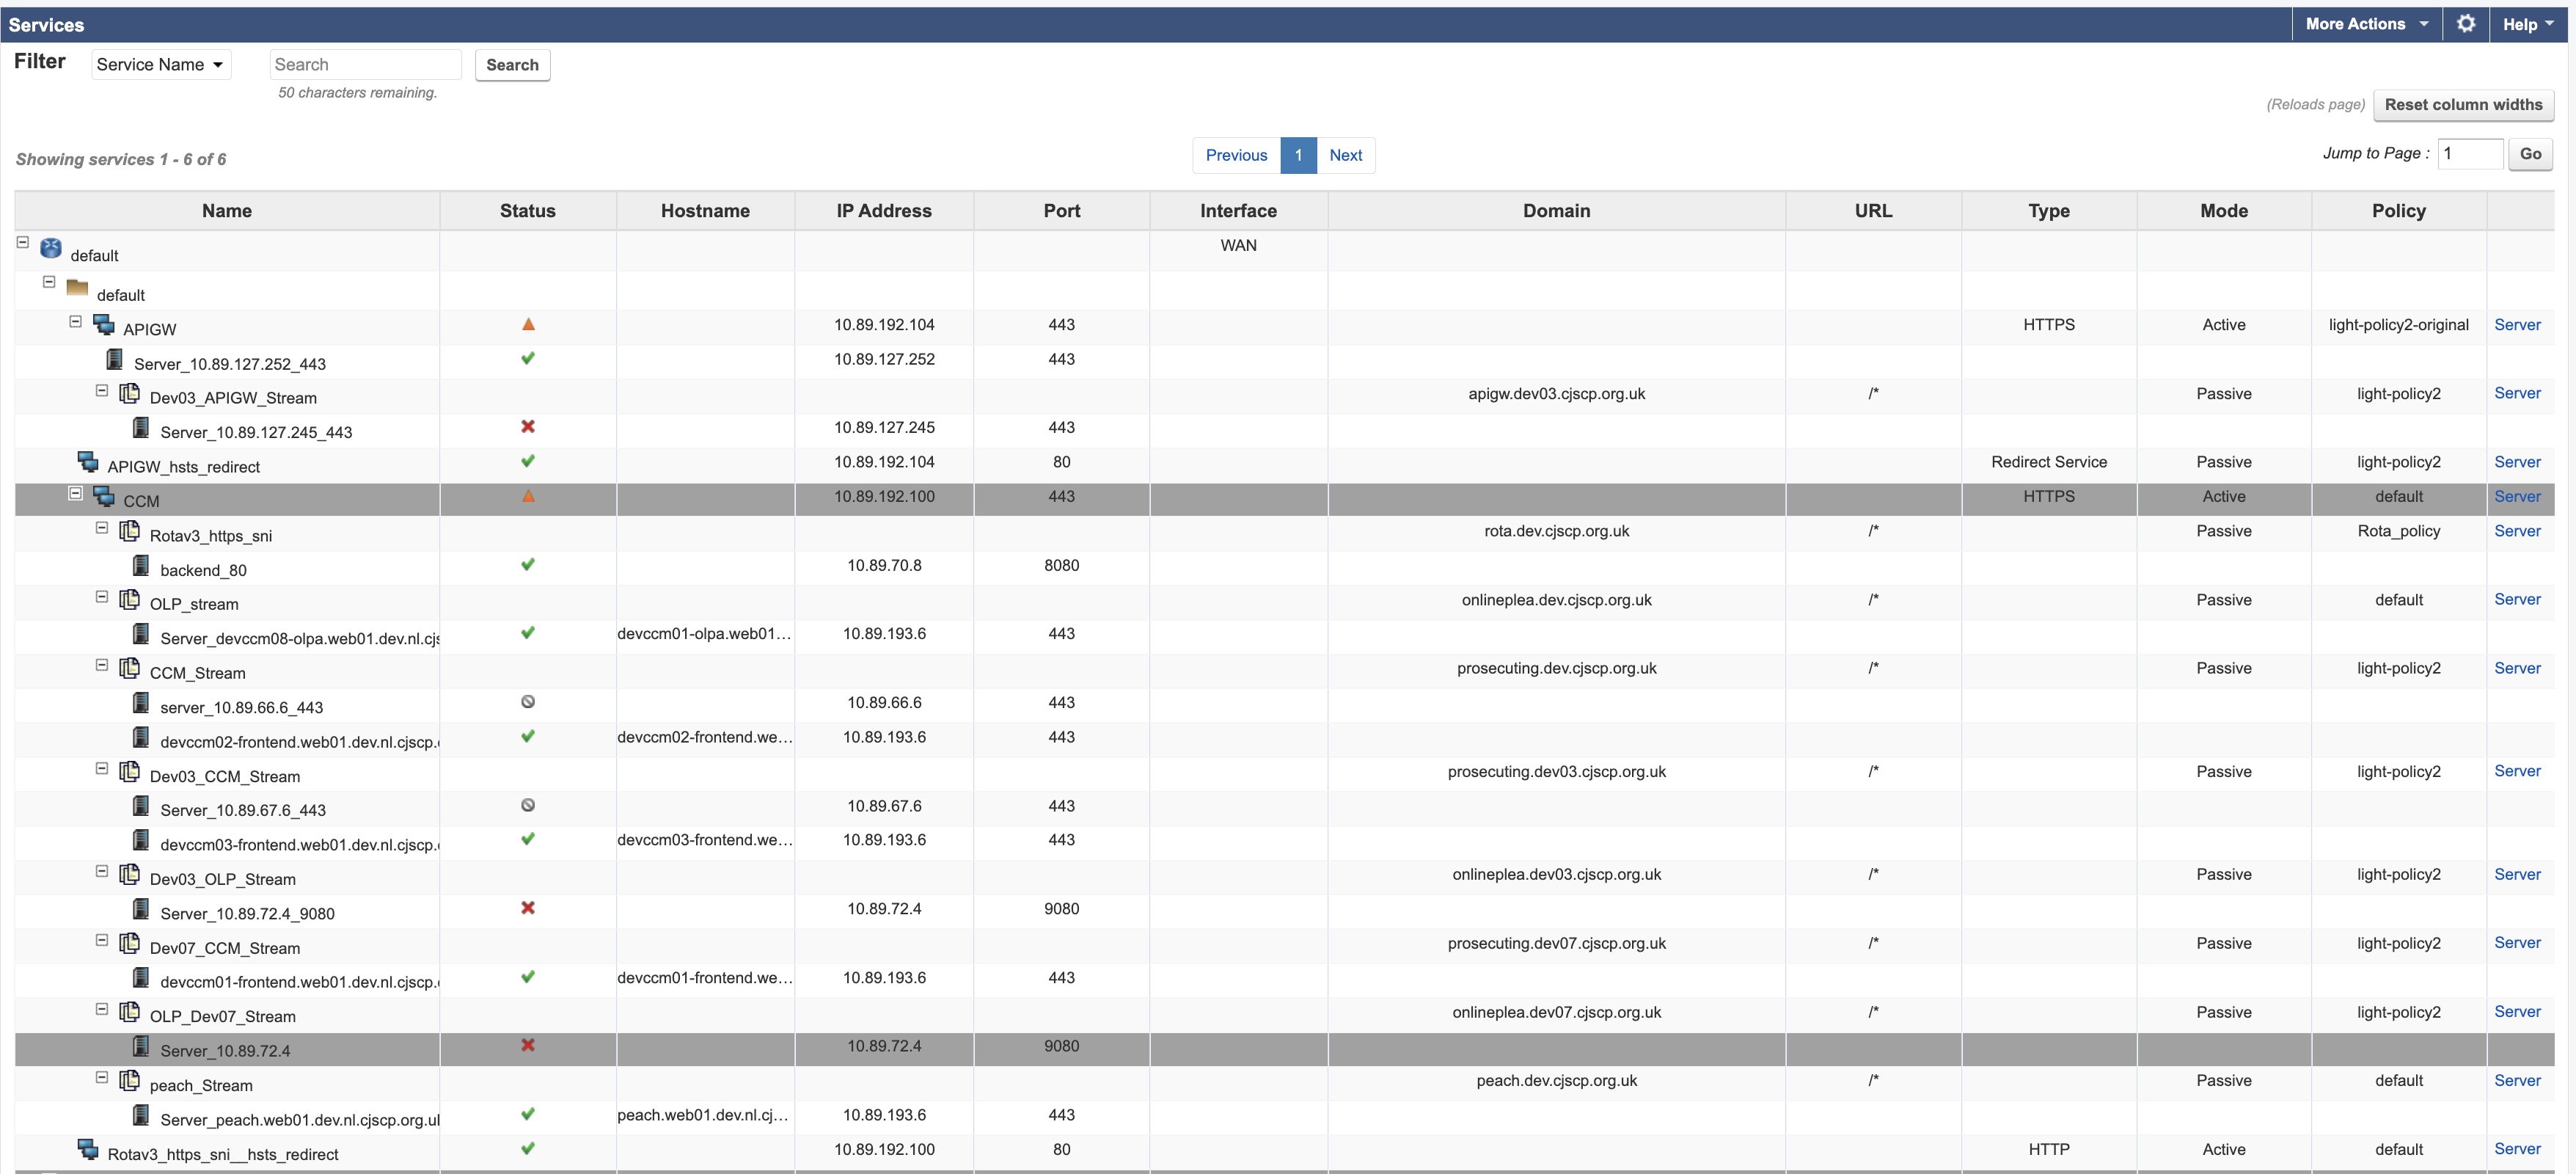 Services More Actions Help
Filter Service Name Search Search
50 characters remaining.
(Reloads page) Reset column widths
Showing services 1 - 6 of 6 Previous 1 Next Jump to Page : 1 Go
Name Status Hostname IP Address Port Interface Domain URL Type Mode Policy
default WAN
default
APIGW 10.89.192.104 443 HTTPS Active light-policy2-original Server
Server_10.89.127.252_443 10.89.127.252 443
Dev03_APIGW_Stream apigw.dev03.cjscp.org.uk /* Passive light-policy2 Server
Server_10.89.127.245_443 10.89.127.245 443
APIGW_hsts_redirect 10.89.192.104 80 Redirect Service Passive light-policy2 Server
CCM 10.89.192.100 443 HTTPS Active default Server
Rotav3_https_sni rota.dev.cjscp.org.uk /* Passive Rota_policy Server
backend_80 10.89.70.8 8080
OLP_stream onlineplea.dev.cjscp.org.uk /* Passive default Server
Server_devccm08-olpa.web01.dev.nl.cjs devccm01-olpa.web01... 10.89.193.6 443
CCM_Stream prosecuting.dev.cjscp.org.uk /* Passive light-policy2 Server
server_10.89.66.6_443 10.89.66.6 443
devccm02-frontend.web01.dev.nl.cjscp. devccm02-frontend.we... 10.89.193.6 443
Dev03_CCM_Stream prosecuting.dev03.cjscp.org.uk /* Passive light-policy2 Server
Server_10.89.67.6_443 10.89.67.6 443
devccm03-frontend.web01.dev.nl.cjscp. devccm03-frontend.we... 10.89.193.6 443
Dev03_OLP_Stream onlineplea.dev03.cjscp.org.uk /* Passive light-policy2 Server
Server_10.89.72.4_9080 10.89.72.4 9080
Dev07_CCM_Stream prosecuting.dev07.cjscp.org.uk /* Passive light-policy2 Server
devccm01-frontend.web01.dev.nl.cjscp. devccm01-frontend.we... 10.89.193.6 443
OLP_Dev07_Stream onlineplea.dev07.cjscp.org.uk /* Passive light-policy2 Server
Server_10.89.72.4 10.89.72.4 9080
peach_Stream peach.dev.cjscp.org.uk /* Passive default Server
Server_peach.web01.dev.nl.cjscp.org.u peach.web01.dev.nl.cj... 10.89.193.6 443
Rotav3_https_sni__hsts_redirect 10.89.192.100 80 HTTP Active default Server